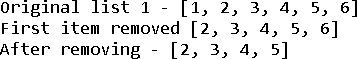 Original list 1 - [1, 2, 3, 4, 5, 6]
First item removed [2, 3, 4, 5, 6]
After removing - [2, 3, 4, 5]